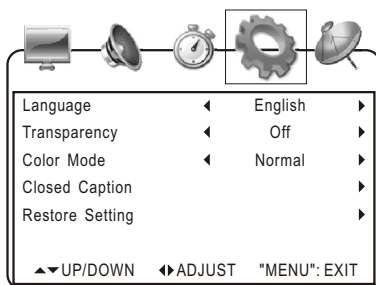 Language ◀ English ▶
Transparency ◀ Off ▶
Color Mode ◀ Normal ▶
Closed Caption ▶
Restore Setting ▶
▲▼UP/DOWN ◀▶ADJUST "MENU": EXIT